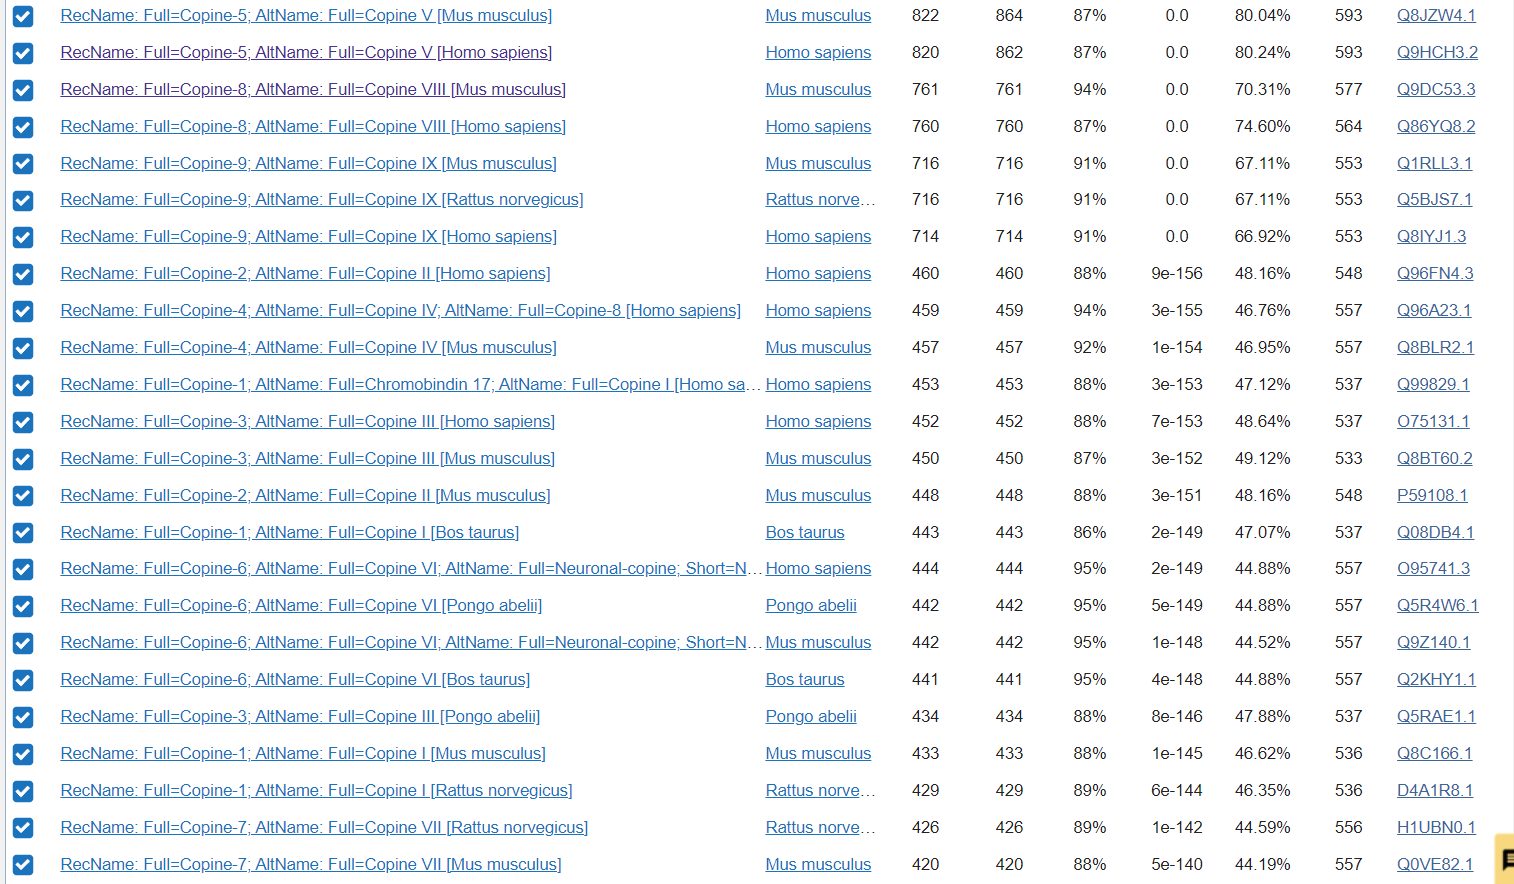 RecName: Full=Copine-5; AltName: Full=Copine V [Mus musculus] Mus musculus 822 864 87% 0.0 80.04% 593 Q8JZW4.1
RecName: Full=Copine-5; AltName: Full=Copine V [Homo sapiens] Homo sapiens 820 862 87% 0.0 80.24% 593 Q9HCH3.2
RecName: Full=Copine-8; AltName: Full=Copine VIII [Mus musculus] Mus musculus 761 761 94% 0.0 70.31% 577 Q9DC53.3
RecName: Full=Copine-8; AltName: Full=Copine VIII [Homo sapiens] Homo sapiens 760 760 87% 0.0 74.60% 564 Q86YQ8.2
RecName: Full=Copine-9; AltName: Full=Copine IX [Mus musculus] Mus musculus 716 716 91% 0.0 67.11% 553 Q1RLL3.1
RecName: Full=Copine-9; AltName: Full=Copine IX [Rattus norvegicus] Rattus norve... 716 716 91% 0.0 67.11% 553 Q5BJS7.1
RecName: Full=Copine-9; AltName: Full=Copine IX [Homo sapiens] Homo sapiens 714 714 91% 0.0 66.92% 553 Q8IYJ1.3
RecName: Full=Copine-2; AltName: Full=Copine II [Homo sapiens] Homo sapiens 460 460 88% 9e-156 48.16% 548 Q96FN4.3
RecName: Full=Copine-4; AltName: Full=Copine IV; AltName: Full=Copine-8 [Homo sapiens] Homo sapiens 459 459 94% 3e-155 46.76% 557 Q96A23.1
RecName: Full=Copine-4; AltName: Full=Copine IV [Mus musculus] Mus musculus 457 457 92% 1e-154 46.95% 557 Q8BLR2.1
RecName: Full=Copine-1; AltName: Full=Chromobindin 17; AltName: Full=Copine I [Homo sa... Homo sapiens 453 453 88% 3e-153 47.12% 537 Q99829.1
RecName: Full=Copine-3; AltName: Full=Copine III [Homo sapiens] Homo sapiens 452 452 88% 7e-153 48.64% 537 O75131.1
RecName: Full=Copine-3; AltName: Full=Copine III [Mus musculus] Mus musculus 450 450 87% 3e-152 49.12% 533 Q8BT60.2
RecName: Full=Copine-2; AltName: Full=Copine II [Mus musculus] Mus musculus 448 448 88% 3e-151 48.16% 548 P59108.1
RecName: Full=Copine-1; AltName: Full=Copine I [Bos taurus] Bos taurus 443 443 86% 2e-149 47.07% 537 Q08DB4.1
RecName: Full=Copine-6; AltName: Full=Copine VI; AltName: Full=Neuronal-copine; Short=N... Homo sapiens 444 444 95% 2e-149 44.88% 557 O95741.3
RecName: Full=Copine-6; AltName: Full=Copine VI [Pongo abelii] Pongo abelii 442 442 95% 5e-149 44.88% 557 Q5R4W6.1
RecName: Full=Copine-6; AltName: Full=Copine VI; AltName: Full=Neuronal-copine; Short=N... Mus musculus 442 442 95% 1e-148 44.52% 557 Q9Z140.1
RecName: Full=Copine-6; AltName: Full=Copine VI [Bos taurus] Bos taurus 441 441 95% 4e-148 44.88% 557 Q2KHY1.1
RecName: Full=Copine-3; AltName: Full=Copine III [Pongo abelii] Pongo abelii 434 434 88% 8e-146 47.88% 537 Q5RAE1.1
RecName: Full=Copine-1; AltName: Full=Copine I [Mus musculus] Mus musculus 433 433 88% 1e-145 46.62% 536 Q8C166.1
RecName: Full=Copine-1; AltName: Full=Copine I [Rattus norvegicus] Rattus norve... 429 429 89% 6e-144 46.35% 536 D4A1R8.1
RecName: Full=Copine-7; AltName: Full=Copine VII [Rattus norvegicus] Rattus norve... 426 426 89% 1e-142 44.59% 556 H1UBN0.1
RecName: Full=Copine-7; AltName: Full=Copine VII [Mus musculus] Mus musculus 420 420 88% 5e-140 44.19% 557 Q0VE82.1